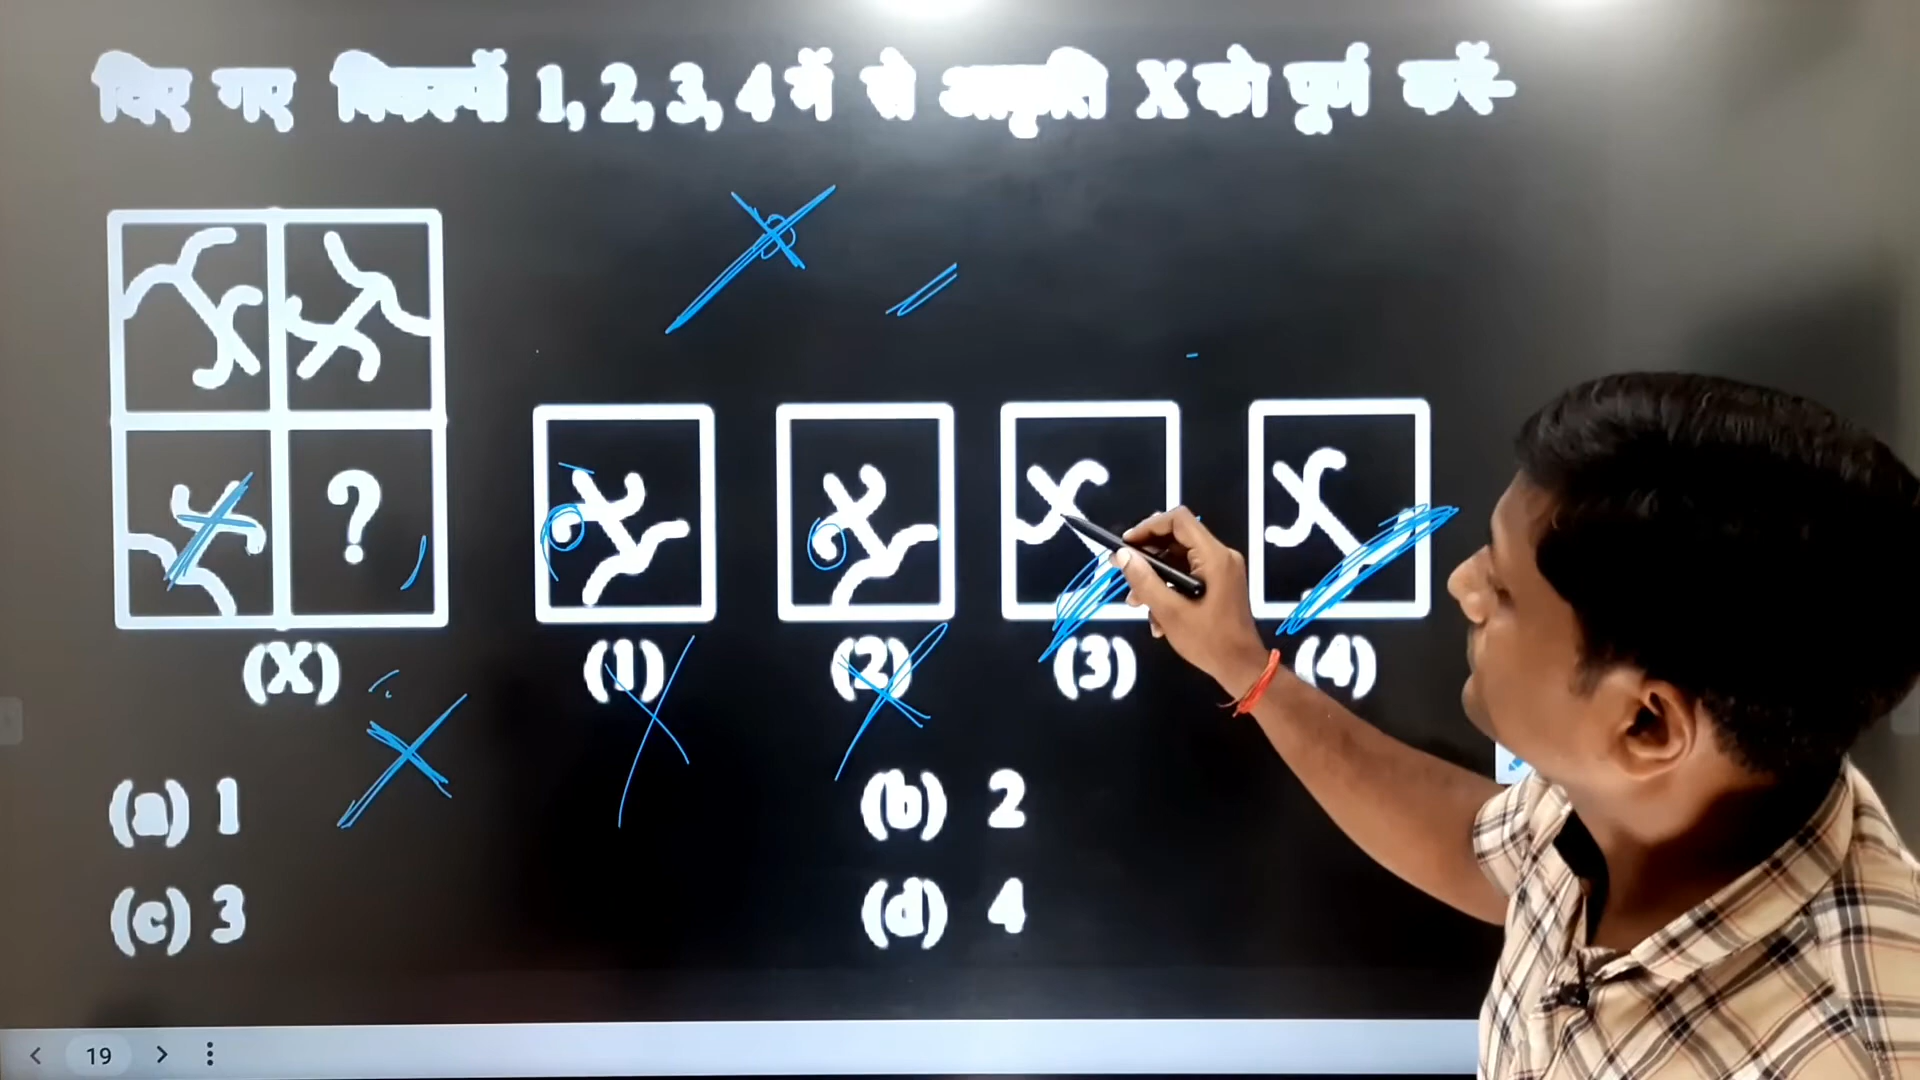 दिए गए विकल्पों 1, 2, 3, 4 में से आकृति X को पूर्ण करें-
?
(X) (1) (2) (3) (4)
(a) 1 (b) 2
(c) 3 (d) 4
19